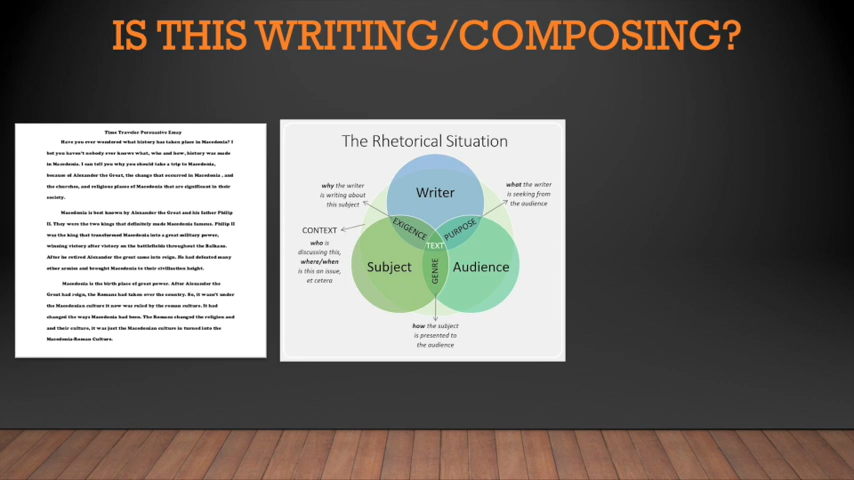 IS THIS WRITING/COMPOSING?
Time Traveler Persuasive Essay
Have you ever wondered what history has taken place in Macedonia? I
bet you haven't nobody ever knows what, who and how, history was made
in Macedonia. I can tell you why you should take a trip to Macedonia,
because of Alexander the Great, the change that occurred in Macedonia , and
the churches, and religious places of Macedonia that are significant in their
society.
Macedonia is best known by Alexander the Great and his father Philip
II. They were the two kings that definitely made Macedonia famous. Philip II
was the king that transformed Macedonia into a great military power,
winning victory after victory on the battlefields throughout the Balkans.
After he retired Alexander the great came into reign. He had defeated many
other armies and brought Macedonia to their civilization height.
Macedonia is the birth place of great power. After Alexander the
Great had reign, the Romans had taken over the country. So, it wasn't under
the Macedonian culture it now was ruled by the roman culture. It had
changed the ways Macedonia had been. The Romans changed the religion and
and their culture, it was just the Macedonian culture in turned into the
Macedonia-Roman Culture.
The Rhetorical Situation
Writer
why the writer
is writing about
this subject
what the writer
is seeking from
the audience
EXIGENCE
PURPOSE
TEXT
CONTEXT
who is
discussing this,
where/when
is this an issue,
et cetera
Subject
GENRE
Audience
how the subject
is presented to
the audience